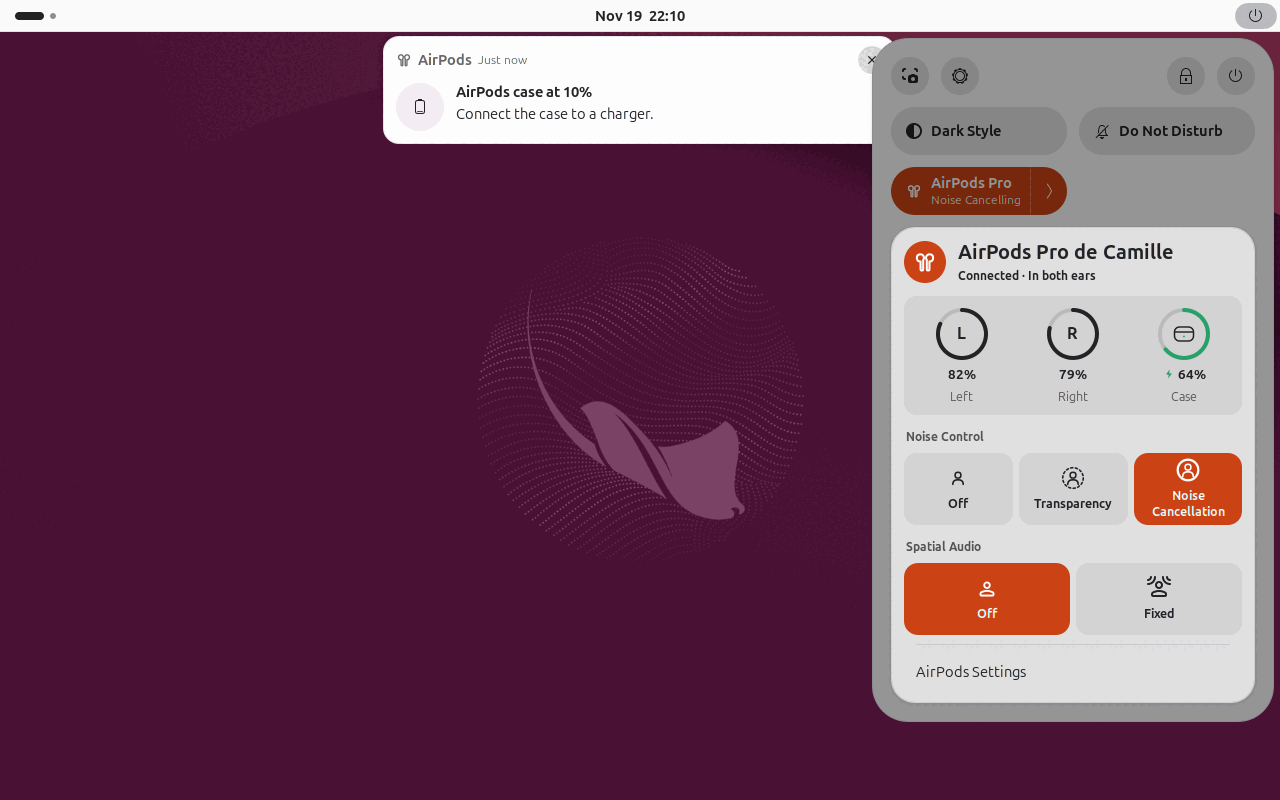 Nov 19 22:10
AirPods Just now
AirPods case at 10%
Connect the case to a charger.
Dark Style
Do Not Disturb
AirPods Pro
Noise Cancelling
AirPods Pro de Camille
Connected · In both ears
L R
82% 79% 64%
Left Right Case
Noise Control
Off Transparency Noise Cancellation
Spatial Audio
Off Fixed
AirPods Settings